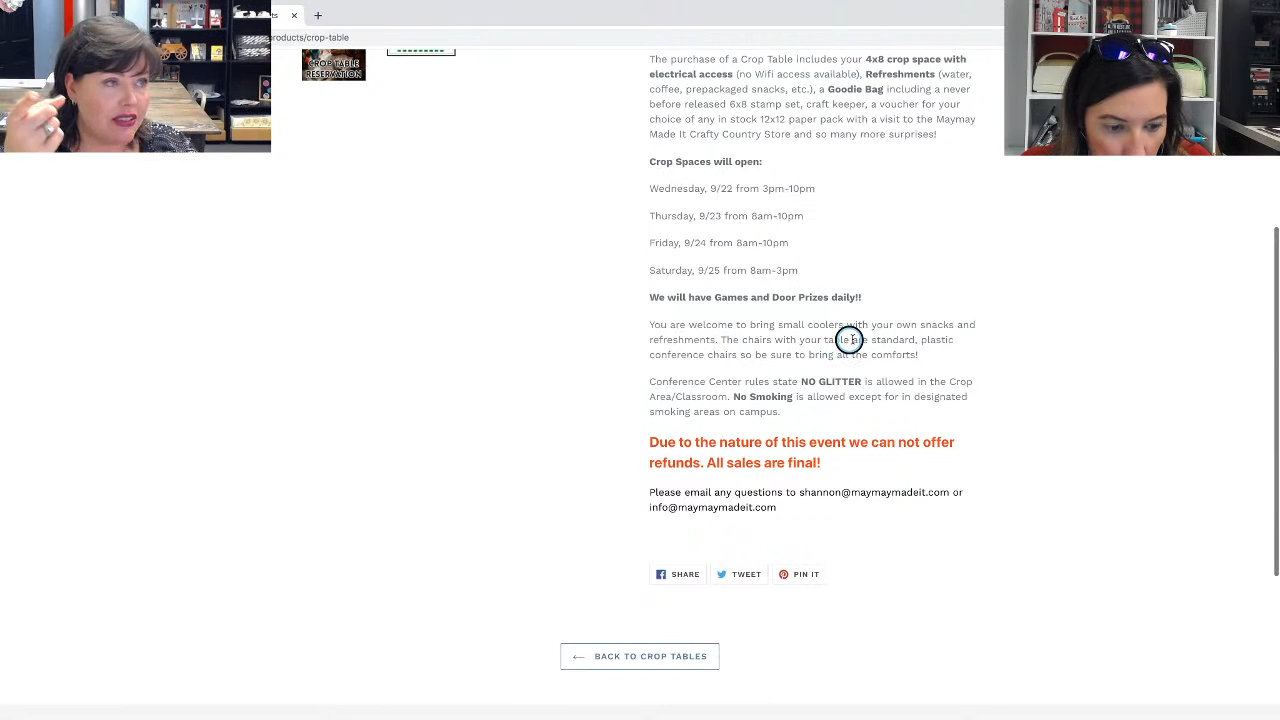 ts
products/crop-table
CROP TABLE
RESERVATION
The purchase of a Crop Table includes your 4x8 crop space with
electrical access (no Wifi access available), Refreshments (water,
coffee, prepackaged snacks, etc.), a Goodie Bag including a never
before released 6x8 stamp set, craft keeper, a voucher for your
choice of any in stock 12x12 paper pack with a visit to the Maymay
Made It Crafty Country Store and so many more surprises!
Crop Spaces will open:
Wednesday, 9/22 from 3pm-10pm
Thursday, 9/23 from 8am-10pm
Friday, 9/24 from 8am-10pm
Saturday, 9/25 from 8am-3pm
We will have Games and Door Prizes daily!!
You are welcome to bring small coolers with your own snacks and
refreshments. The chairs with your table are standard, plastic
conference chairs so be sure to bring all the comforts!
Conference Center rules state NO GLITTER is allowed in the Crop
Area/Classroom. No Smoking is allowed except for in designated
smoking areas on campus.
Due to the nature of this event we can not offer
refunds. All sales are final!
Please email any questions to shannon@maymaymadeit.com or
info@maymaymadeit.com
SHARE TWEET PIN IT
BACK TO CROP TABLES